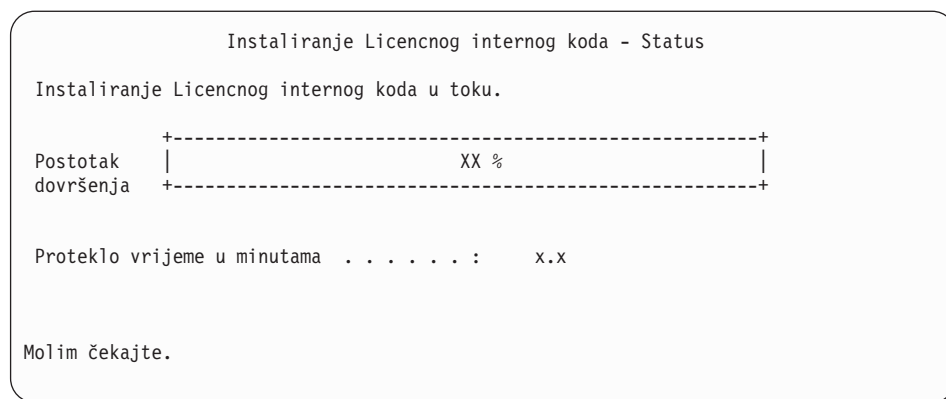 Instaliranje Licencnog internog koda - Status
Instaliranje Licencnog internog koda u toku.
+-------------------------------------------------------+
Postotak | XX % |
dovršenja +-------------------------------------------------------+
Proteklo vrijeme u minutama . . . . . . : x.x
Molim čekajte.